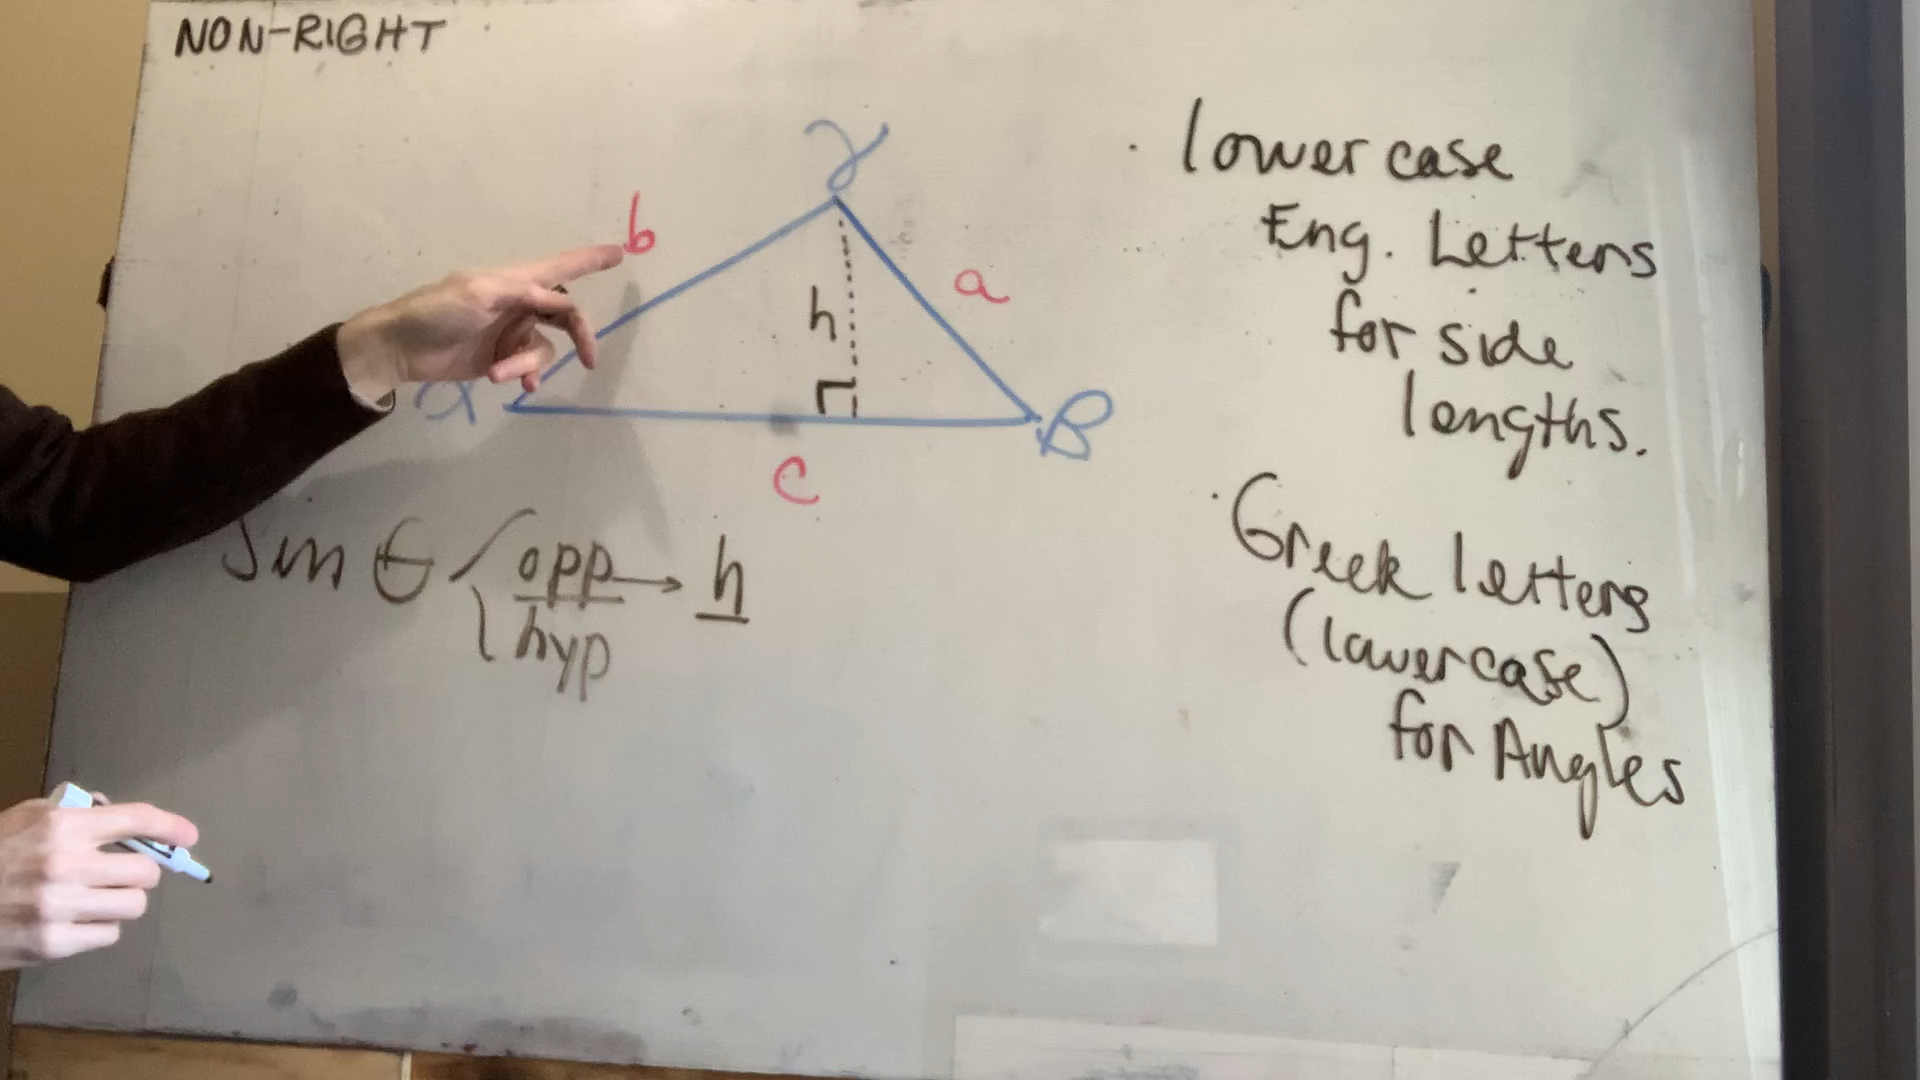 NON-RIGHT
γ
b
a
h
α
β
c
Sin θ opp → h
hyp
· lower case
Eng. Letters
for side
lengths.
· Greek letters
(lowercase)
for Angles